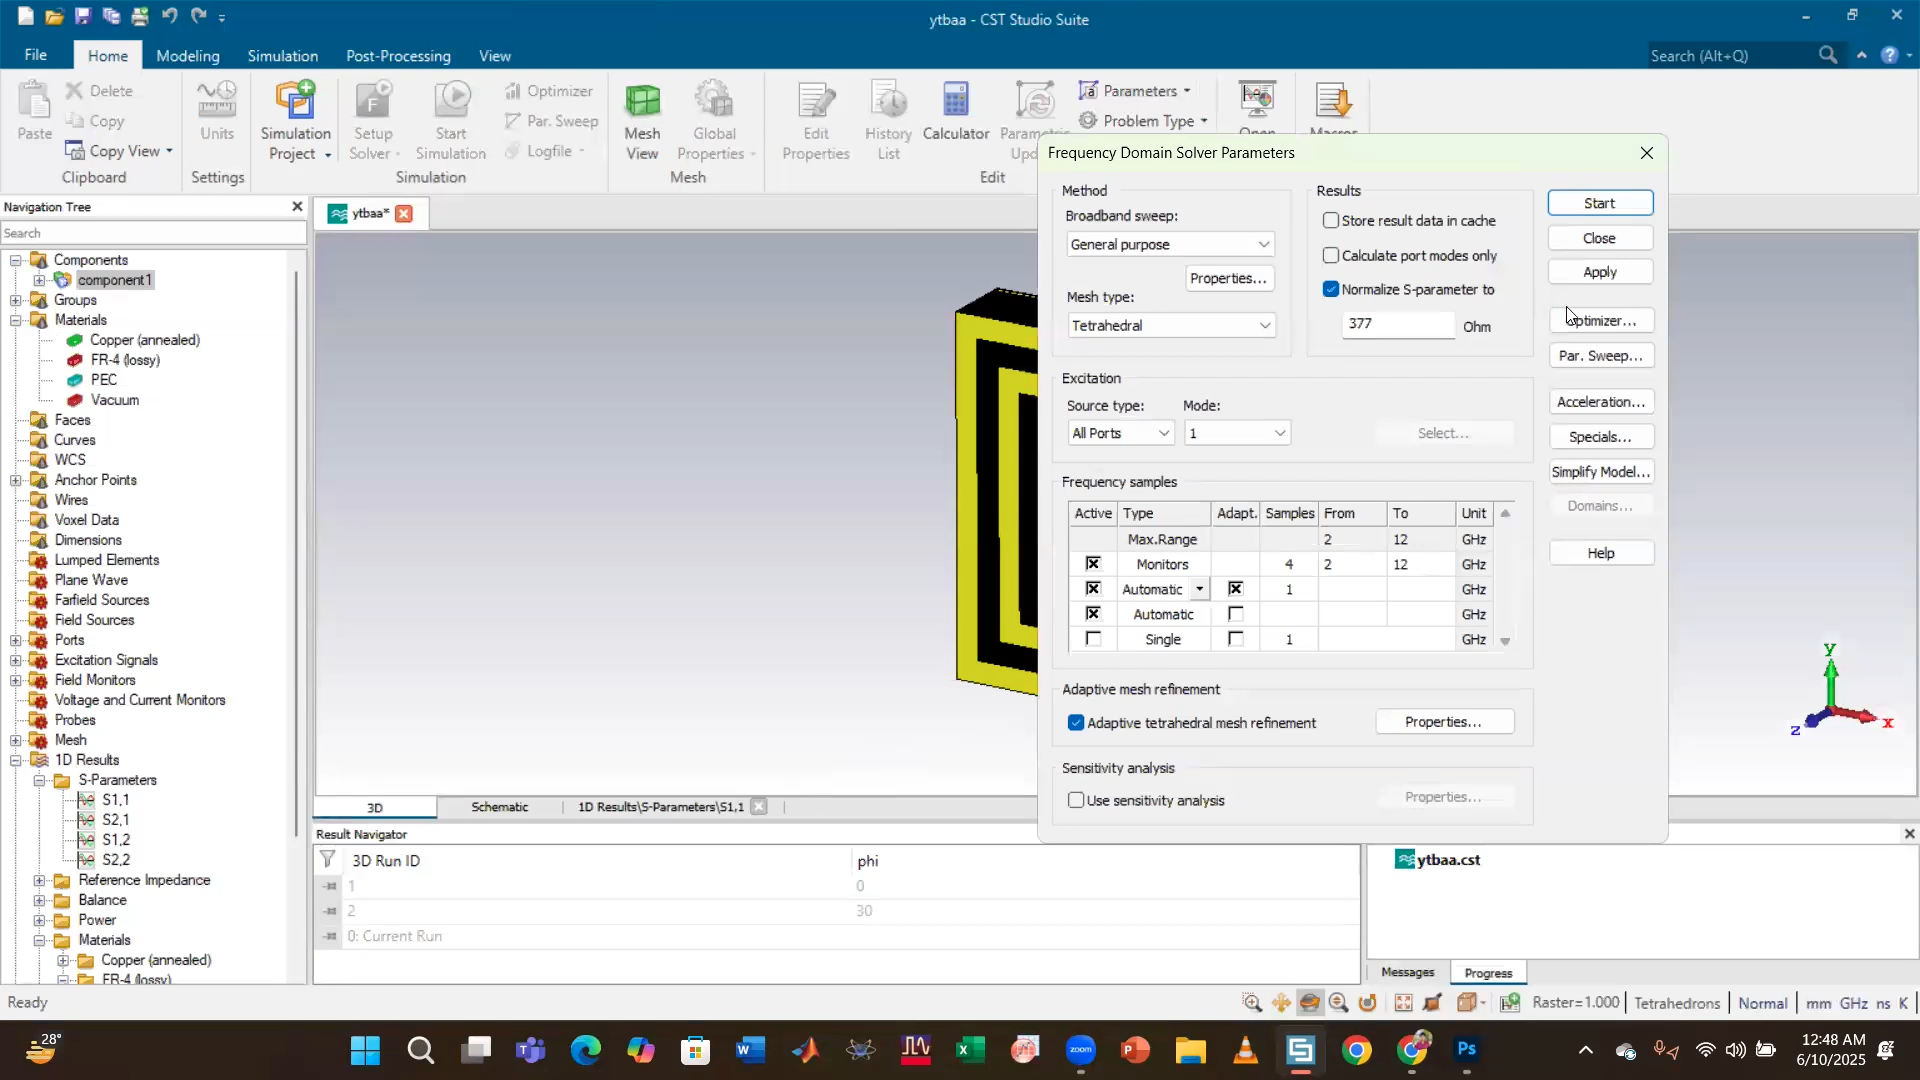 ytbaa - CST Studio Suite
File Home Modeling Simulation Post-Processing View Search (Alt+Q)
Paste
Delete
Copy
Copy View
Clipboard
Units
Settings
Simulation
Project
Setup
Solver
Start
Simulation
Optimizer
Par. Sweep
Logfile
Simulation
Mesh
View
Global
Properties
Mesh
Edit
Properties
History
List
Calculator
Parameters
Problem Type
Edit
Navigation Tree
Search
Components
component1
Groups
Materials
Copper (annealed)
FR-4 (lossy)
PEC
Vacuum
Faces
Curves
WCS
Anchor Points
Wires
Voxel Data
Dimensions
Lumped Elements
Plane Wave
Farfield Sources
Field Sources
Ports
Excitation Signals
Field Monitors
Voltage and Current Monitors
Probes
Mesh
1D Results
S-Parameters
S1,1
S2,1
S1,2
S2,2
Reference Impedance
Balance
Power
Materials
Copper (annealed)
FR-4 (lossy)
ytbaa*
Frequency Domain Solver Parameters
Method
Broadband sweep:
General purpose
Properties...
Mesh type:
Tetrahedral
Results
Store result data in cache
Calculate port modes only
Normalize S-parameter to
377 Ohm
Excitation
Source type: Mode:
All Ports 1 Select...
Frequency samples
Active Type Adapt. Samples From To Unit
Max.Range 2 12 GHz
Monitors 4 2 12 GHz
Automatic 1 GHz
Automatic GHz
Single 1 GHz
Adaptive mesh refinement
Adaptive tetrahedral mesh refinement Properties...
Sensitivity analysis
Use sensitivity analysis Properties...
Start
Close
Apply
Par. Sweep...
Acceleration...
Specials...
Simplify Model...
Domains...
Help
y
x
z
3D Schematic 1D Results\S-Parameters\S1,1
Result Navigator
3D Run ID phi
1 0
2 30
0: Current Run
ytbaa.cst
Messages Progress
Ready
Raster=1.000 Tetrahedrons Normal mm GHz ns K
28°
zoom
Ps
12:48 AM
6/10/2025